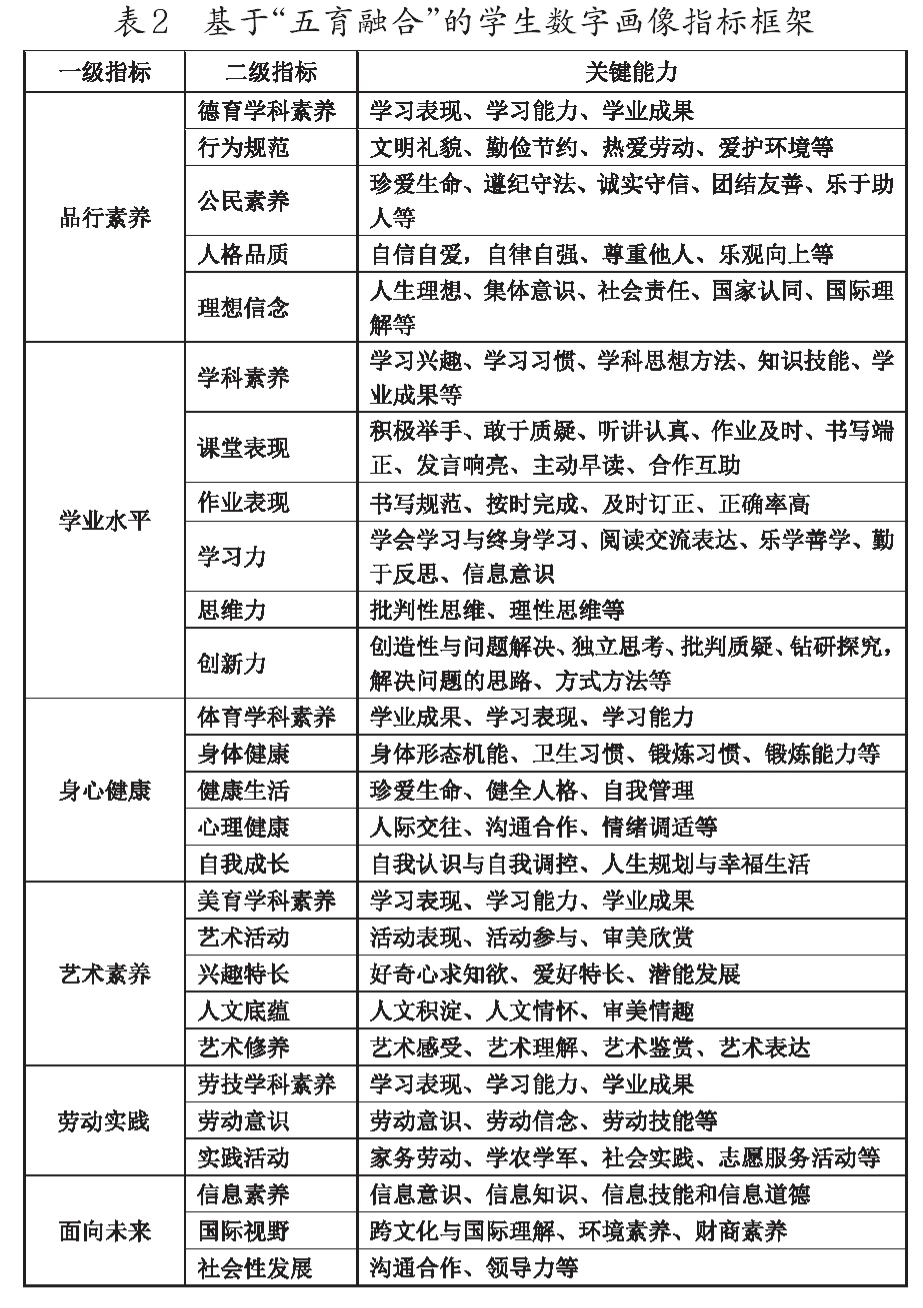 表2 基于“五育融合”的学生数字画像指标框架
一级指标 二级指标 关键能力
品行素养
德育学科素养 学习表现、学习能力、学业成果
行为规范 文明礼貌、勤俭节约、热爱劳动、爱护环境等
公民素养 珍爱生命、遵纪守法、诚实守信、团结友善、乐于助
人等
人格品质 自信自爱，自律自强、尊重他人、乐观向上等
理想信念 人生理想、集体意识、社会责任、国家认同、国际理
解等
学业水平
学科素养 学习兴趣、学习习惯、学科思想方法、知识技能、学
业成果等
课堂表现 积极举手、敢于质疑、听讲认真、作业及时、书写端
正、发言响亮、主动早读、合作互助
作业表现 书写规范、按时完成、及时订正、正确率高
学习力 学会学习与终身学习、阅读交流表达、乐学善学、勤
于反思、信息意识
思维力 批判性思维、理性思维等
创新力 创造性与问题解决、独立思考、批判质疑、钻研探究，
解决问题的思路、方式方法等
身心健康
体育学科素养 学业成果、学习表现、学习能力
身体健康 身体形态机能、卫生习惯、锻炼习惯、锻炼能力等
健康生活 珍爱生命、健全人格、自我管理
心理健康 人际交往、沟通合作、情绪调适等
自我成长 自我认识与自我调控、人生规划与幸福生活
艺术素养
美育学科素养 学习表现、学习能力、学业成果
艺术活动 活动表现、活动参与、审美欣赏
兴趣特长 好奇心求知欲、爱好特长、潜能发展
人文底蕴 人文积淀、人文情怀、审美情趣
艺术修养 艺术感受、艺术理解、艺术鉴赏、艺术表达
劳动实践
劳技学科素养 学习表现、学习能力、学业成果
劳动意识 劳动意识、劳动信念、劳动技能等
实践活动 家务劳动、学农学军、社会实践、志愿服务活动等
面向未来
信息素养 信息意识、信息知识、信息技能和信息道德
国际视野 跨文化与国际理解、环境素养、财商素养
社会性发展 沟通合作、领导力等